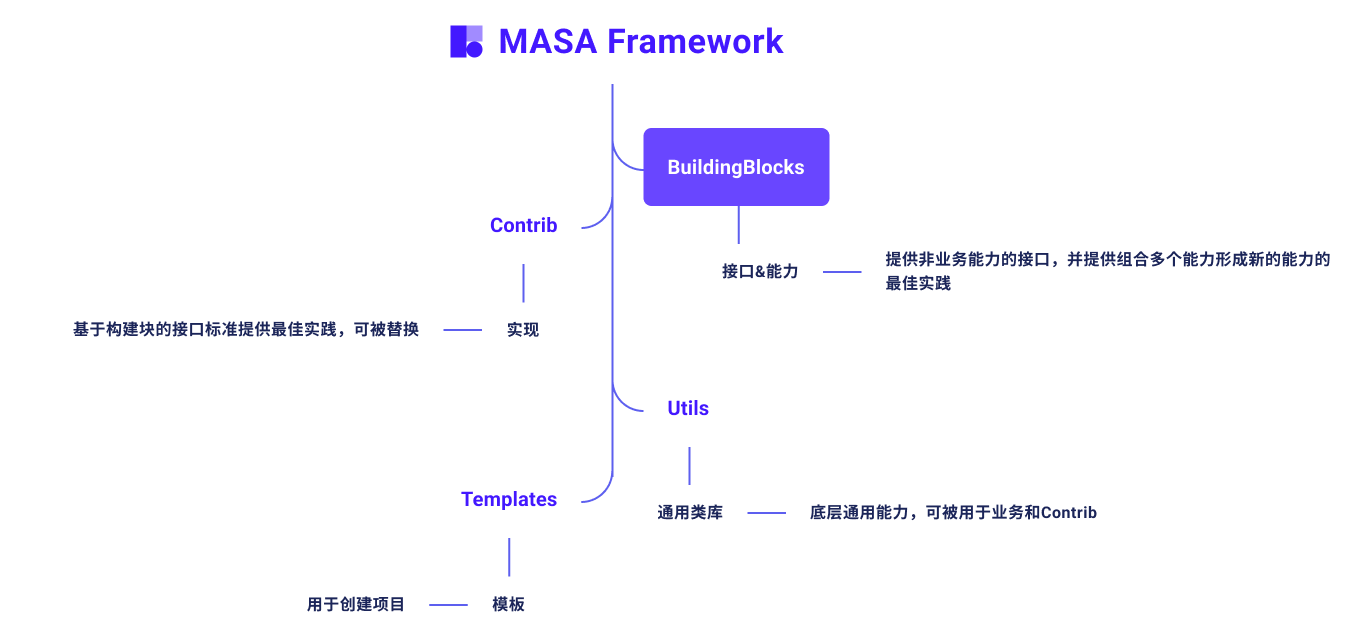 MASA Framework
BuildingBlocks
Contrib
接口&能力
提供非业务能力的接口，并提供组合多个能力形成新的能力的
最佳实践
基于构建块的接口标准提供最佳实践，可被替换
实现
Utils
Templates
通用类库
底层通用能力，可被用于业务和Contrib
用于创建项目
模板